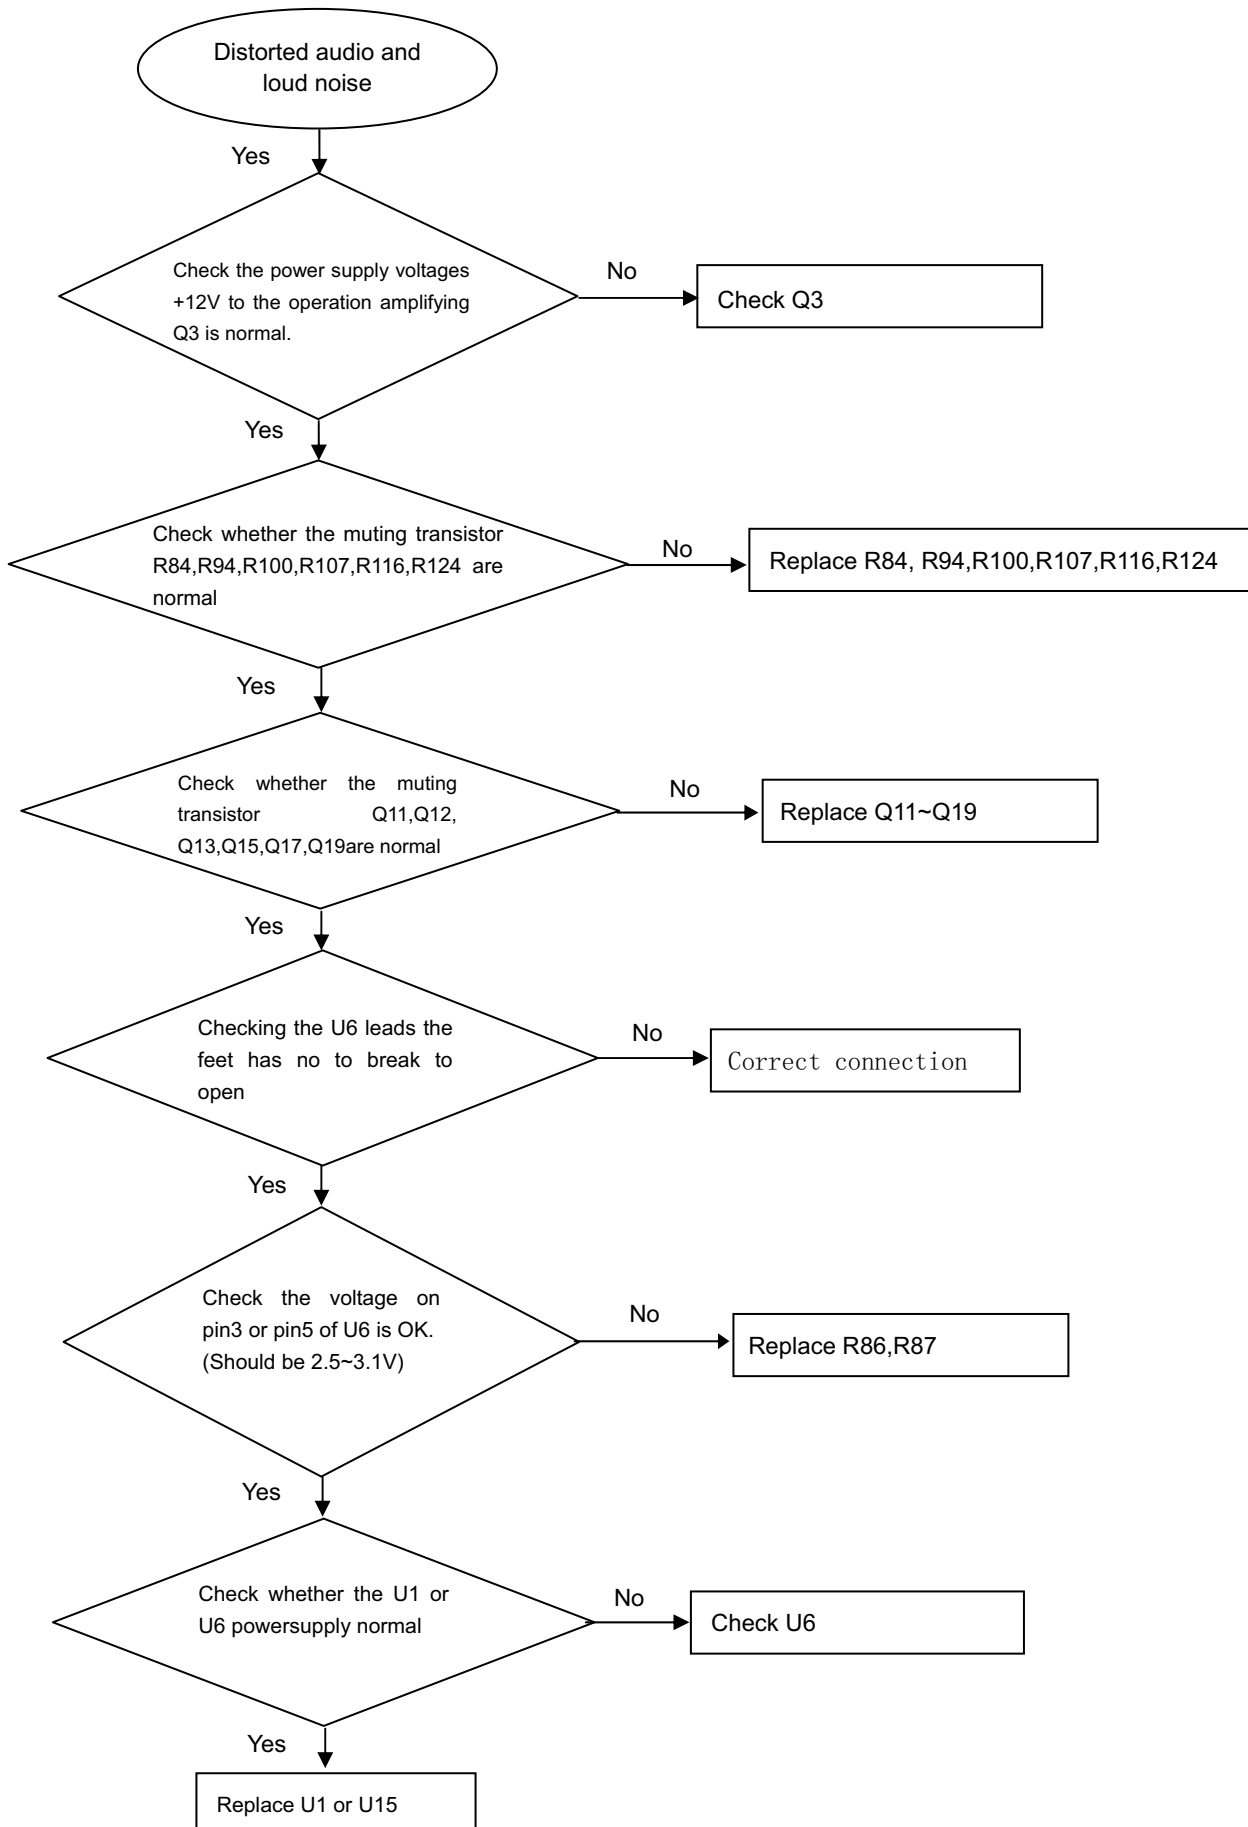 Distorted audio and
loud noise
Yes
Check the power supply voltages
+12V to the operation amplifying
Q3 is normal.
No
Check Q3
Yes
Check whether the muting transistor
R84,R94,R100,R107,R116,R124 are
normal
No
Replace R84, R94,R100,R107,R116,R124
Yes
Check whether the muting
transistor Q11,Q12,
Q13,Q15,Q17,Q19are normal
No
Replace Q11~Q19
Yes
Checking the U6 leads the
feet has no to break to
open
No
Correct connection
Yes
Check the voltage on
pin3 or pin5 of U6 is OK.
(Should be 2.5~3.1V)
No
Replace R86,R87
Yes
Check whether the U1 or
U6 powersupply normal
No
Check U6
Yes
Replace U1 or U15